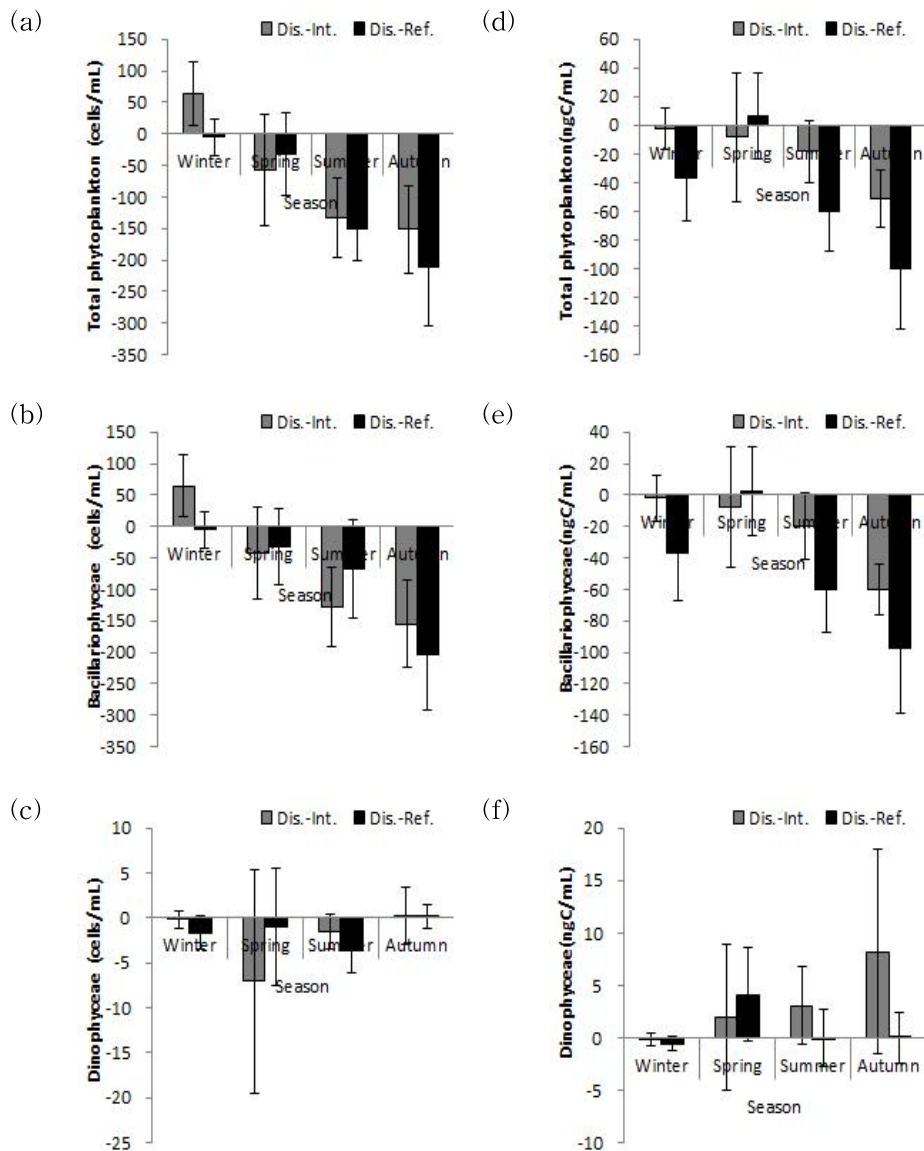 (a)
Dis.-Int. Dis.-Ref.
Total phytoplankton (cells/mL)
150
100
50
0
-50
-100
-150
-200
-250
-300
-350
Winter Spring Summer Autumn
Season
(d)
Dis.-Int. Dis.-Ref.
Total phytoplankton(ngC/mL)
60
40
20
0
-20
-40
-60
-80
-100
-120
-140
-160
Winter Spring Summer Autumn
Season
(b)
Dis.-Int. Dis.-Ref.
Bacillariophyceae (cells/mL)
150
100
50
0
-50
-100
-150
-200
-250
-300
-350
Winter Spring Summer Autumn
Season
(e)
Dis.-Int. Dis.-Ref.
Bacillariophyceae(ngC/mL)
40
20
0
-20
-40
-60
-80
-100
-120
-140
-160
Winter Spring Summer Autumn
Season
(c)
Dis.-Int. Dis.-Ref.
Dinophyceae (cells/mL)
10
5
0
-5
-10
-15
-20
-25
Winter Spring Summer Autumn
Season
(f)
Dis.-Int. Dis.-Ref.
Dinophyceae(ngC/mL)
20
15
10
5
0
-5
-10
Winter Spring Summer Autumn
Season